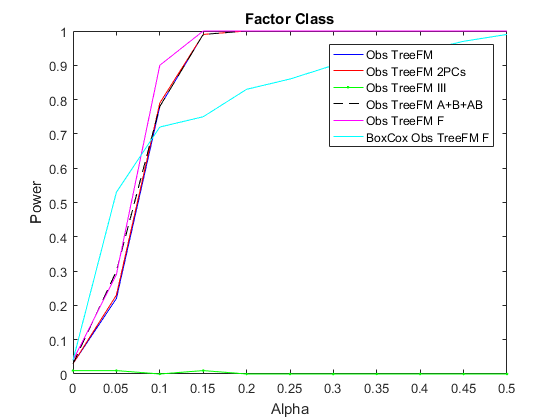 Factor Class
1
0.9
0.8
0.7
0.6
0.5
0.4
0.3
0.2
0.1
0
Power
Obs TreeFM
Obs TreeFM 2PCs
Obs TreeFM III
Obs TreeFM A+B+AB
Obs TreeFM F
BoxCox Obs TreeFM F
0 0.05 0.1 0.15 0.2 0.25 0.3 0.35 0.4 0.45 0.5
Alpha